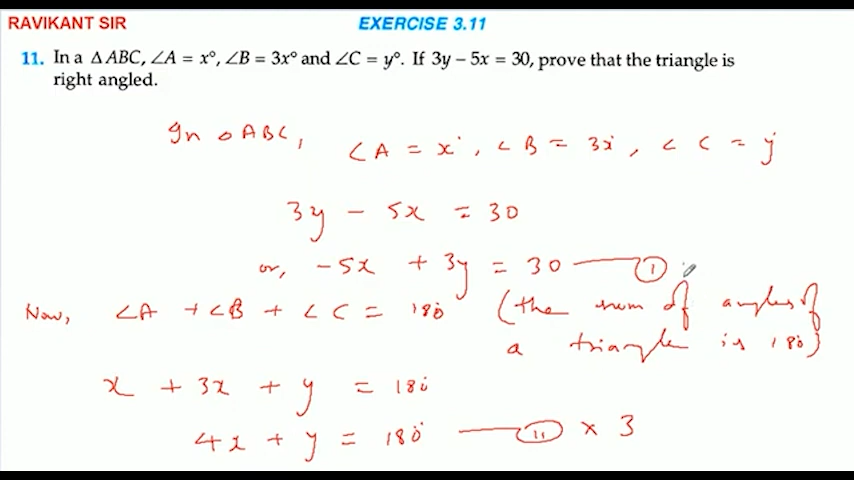 RAVIKANT SIR
EXERCISE 3.11
11. In a △ABC, ∠A = x°, ∠B = 3x° and ∠C = y°. If 3y – 5x = 30, prove that the triangle is
right angled.
In △ABC, ∠A = x°, ∠B = 3x°, ∠C = y°
3y - 5x = 30
or, -5x + 3y = 30 — (I)
Now, ∠A + ∠B + ∠C = 180° (the sum of angles of
a triangle is 180°)
x + 3x + y = 180°
4x + y = 180° — (II) × 3